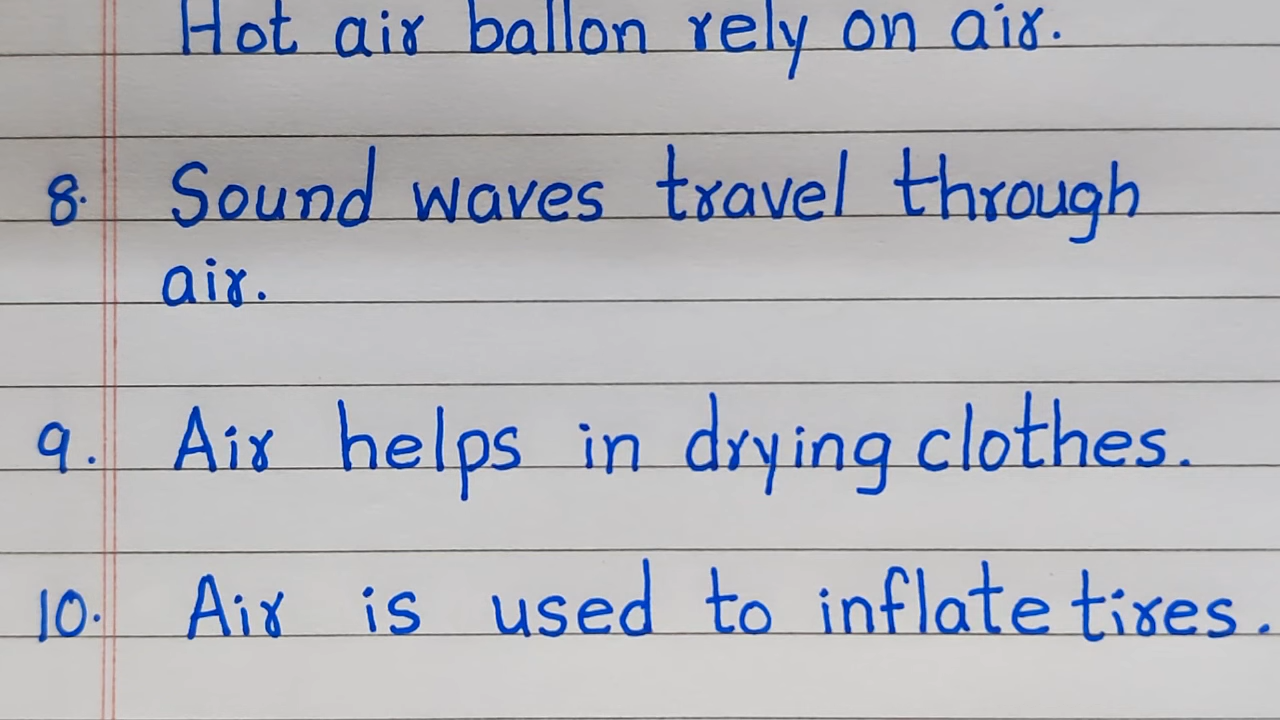 Hot air ballon rely on air.
8. Sound waves travel through
air.
9. Air helps in drying clothes.
10. Air is used to inflate tires.